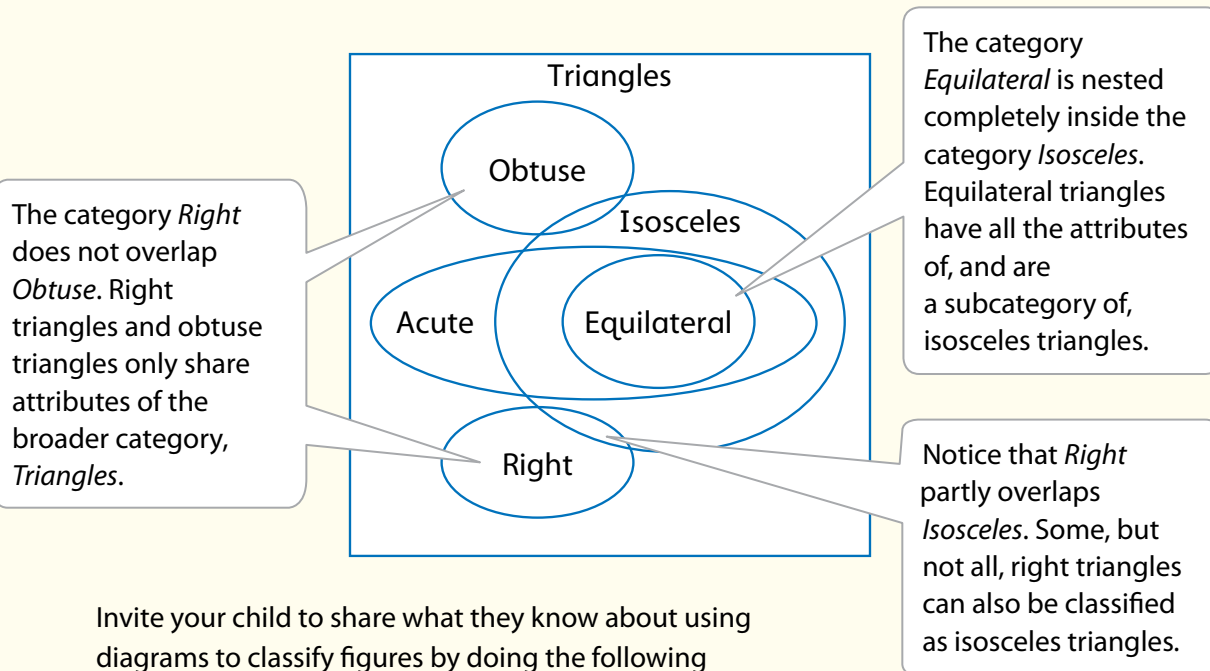 Triangles
Obtuse
Isosceles
Acute
Equilateral
Right
The category Right
does not overlap
Obtuse. Right
triangles and obtuse
triangles only share
attributes of the
broader category,
Triangles.
The category
Equilateral is nested
completely inside the
category Isosceles.
Equilateral triangles
have all the attributes
of, and are
a subcategory of,
isosceles triangles.
Notice that Right
partly overlaps
Isosceles. Some, but
not all, right triangles
can also be classified
as isosceles triangles.
Invite your child to share what they know about using
diagrams to classify figures by doing the following